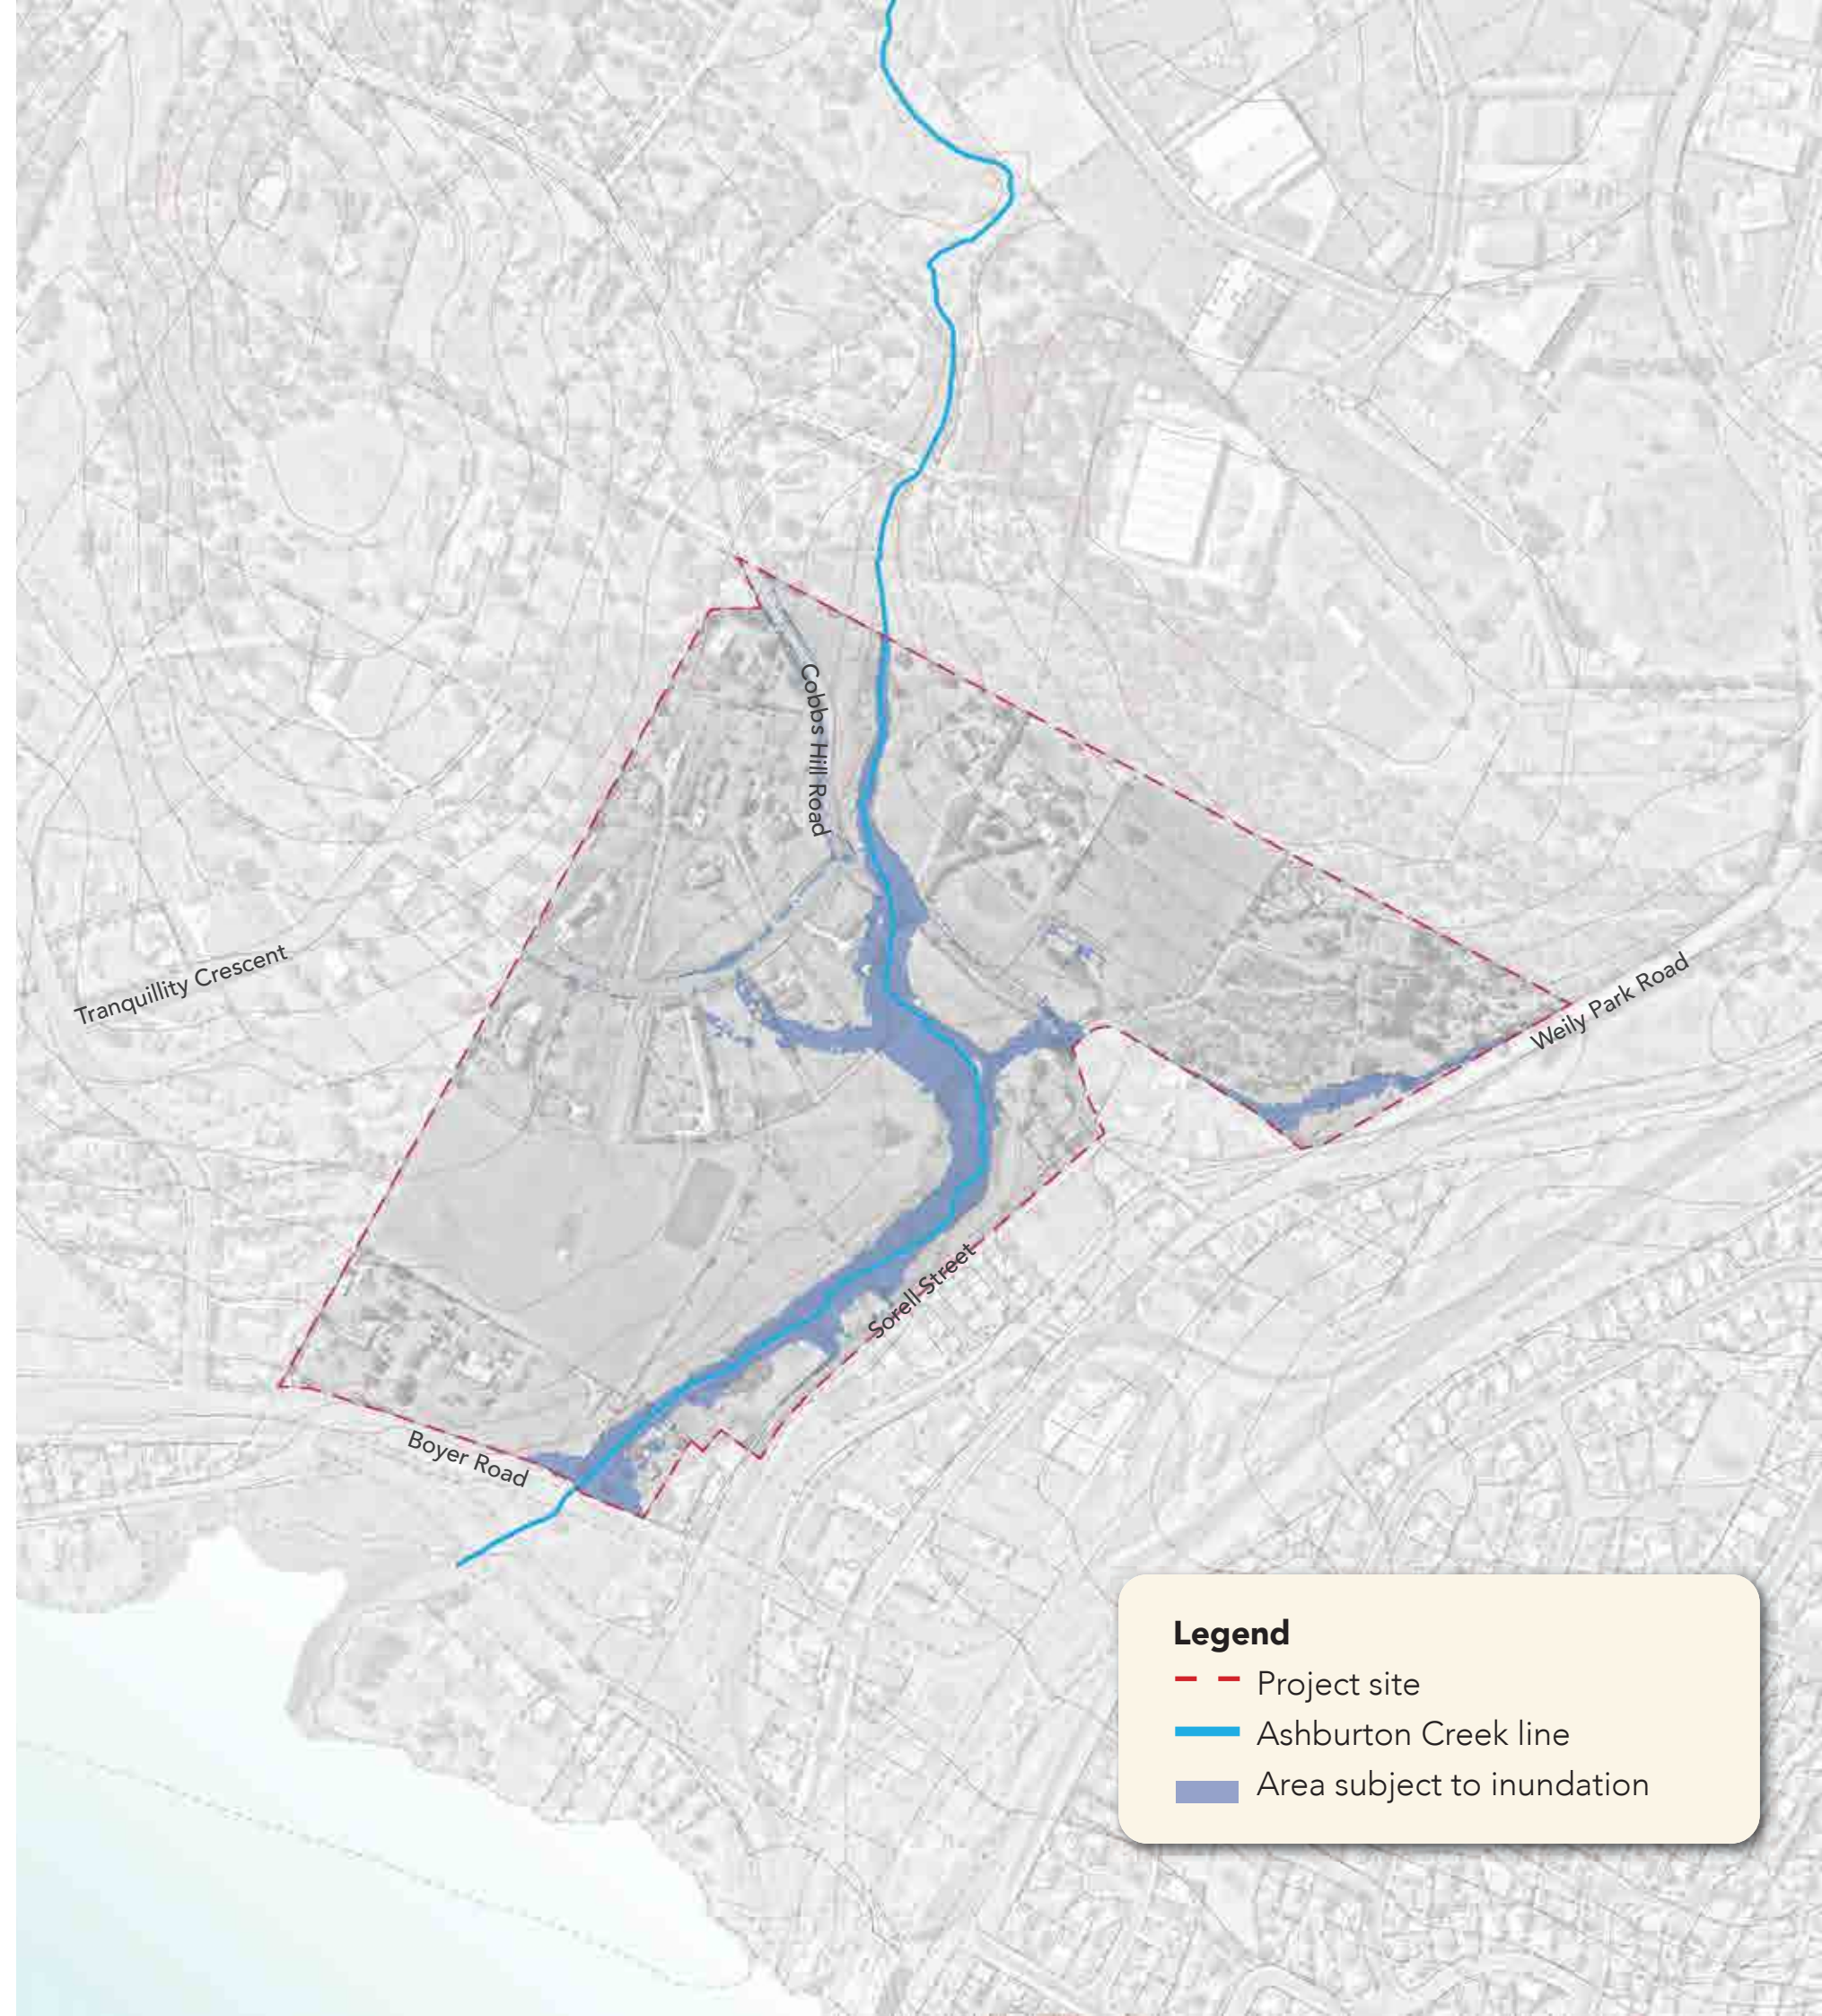 Cobbs Hill Road
Tranquillity Crescent
Weily Park Road
Sorell Street
Boyer Road
Legend
Project site
Ashburton Creek line
Area subject to inundation